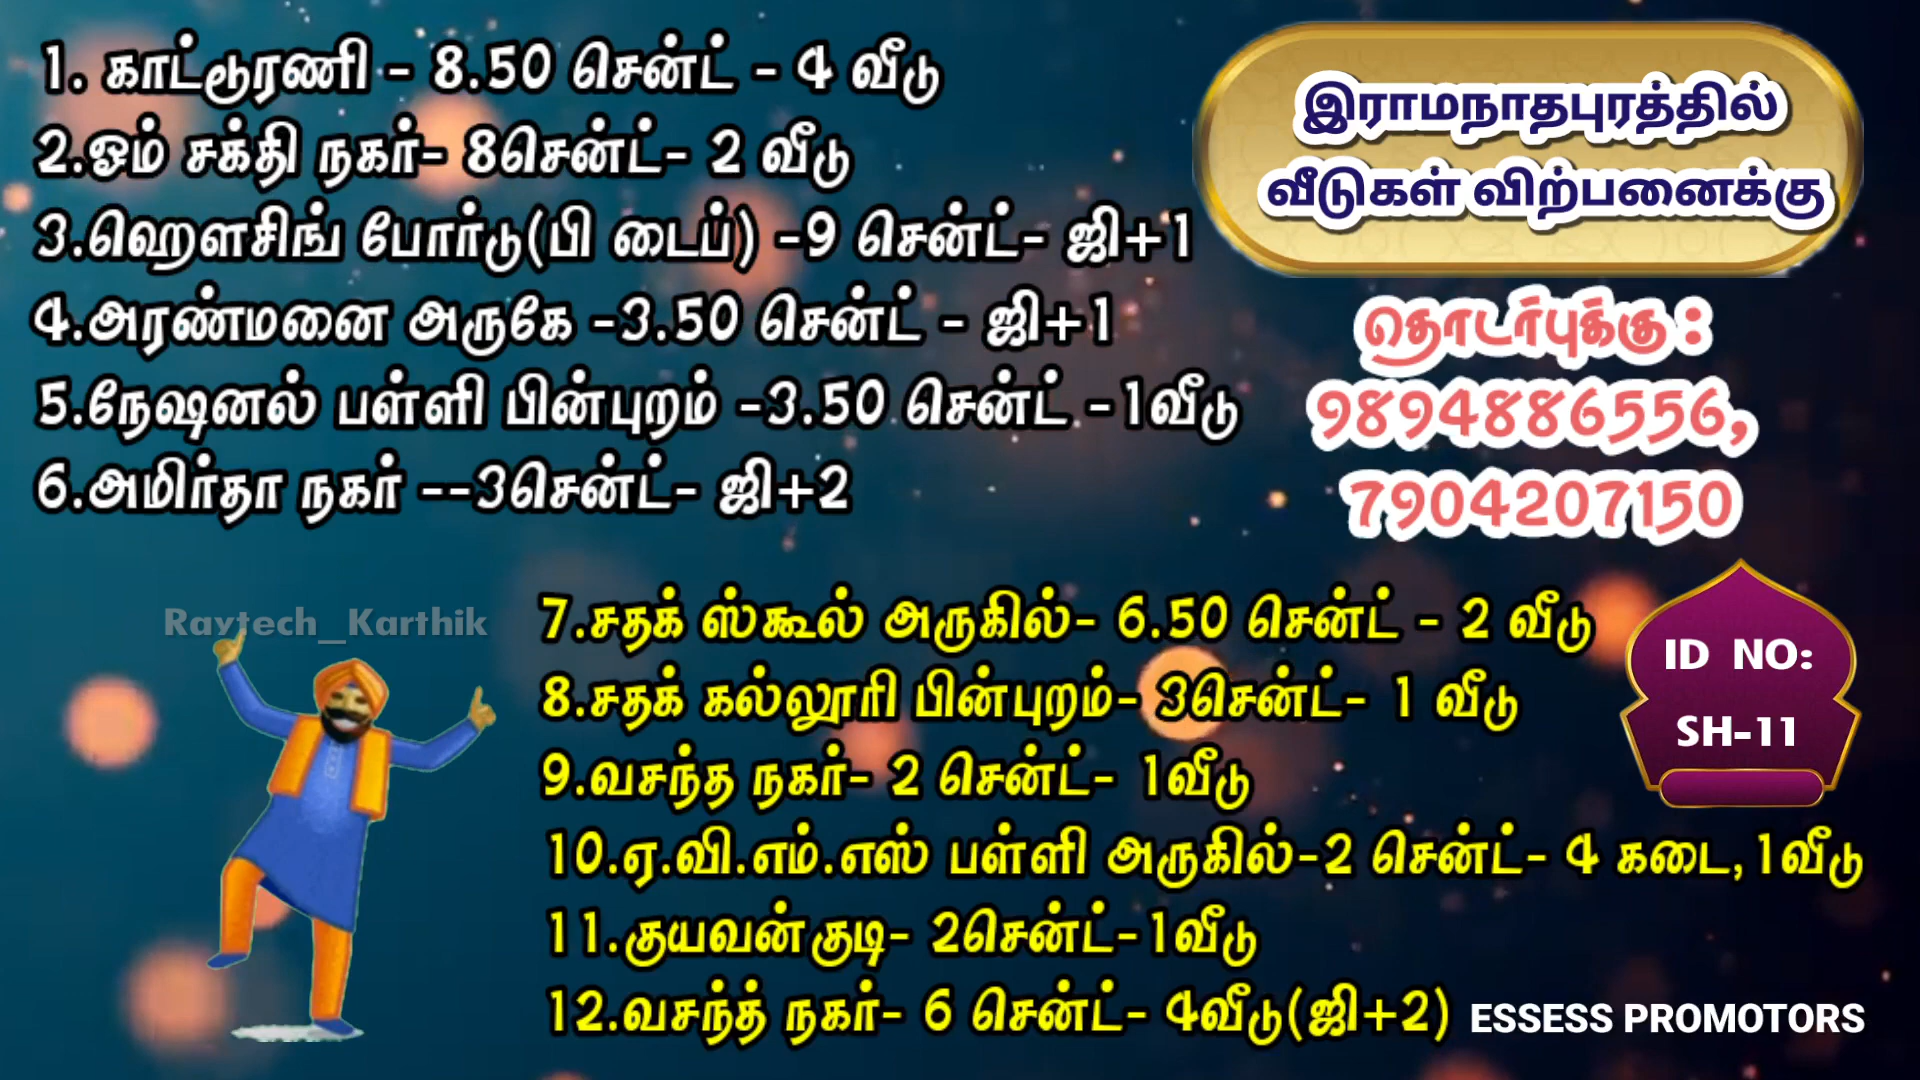 1. காட்டூரணி - 8.50 சென்ட் - 4 வீடு
2.ஓம் சக்தி நகர்- 8சென்ட்- 2 வீடு
3.ஹௌசிங் போர்டு(பி டைப்) -9 சென்ட்- ஜி+1
4.அரண்மனை அருகே -3.50 சென்ட் - ஜி+1
5.நேஷனல் பள்ளி பின்புறம் -3.50 சென்ட் -1வீடு
6.அமிர்தா நகர் --3சென்ட்- ஜி+2
இராமநாதபுரத்தில்
வீடுகள் விற்பனைக்கு
தொடர்புக்கு :
9894886556,
7904207150
Raytech_Karthik
7.சதக் ஸ்கூல் அருகில்- 6.50 சென்ட் - 2 வீடு
8.சதக் கல்லூரி பின்புறம்- 3சென்ட்- 1 வீடு
9.வசந்த நகர்- 2 சென்ட்- 1வீடு
10.ஏ.வி.எம்.எஸ் பள்ளி அருகில்-2 சென்ட்- 4 கடை,1வீடு
11.குயவன்குடி- 2சென்ட்-1வீடு
12.வசந்த் நகர்- 6 சென்ட்- 4வீடு(ஜி+2)
ID NO:
SH-11
ESSESS PROMOTORS